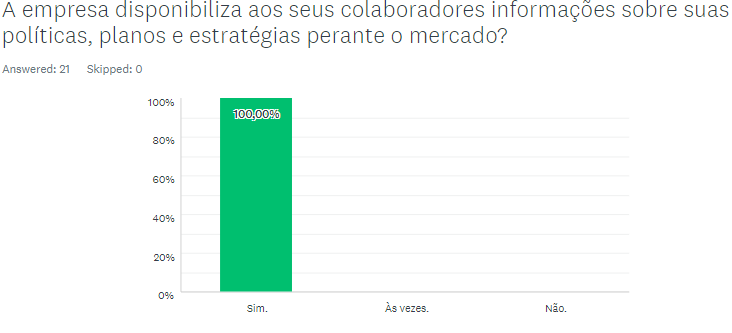 A empresa disponibiliza aos seus colaboradores informações sobre suas
políticas, planos e estratégias perante o mercado?
Answered: 21 Skipped: 0
100%
100,00%
80%
60%
40%
20%
0%
Sim. Às vezes. Não.